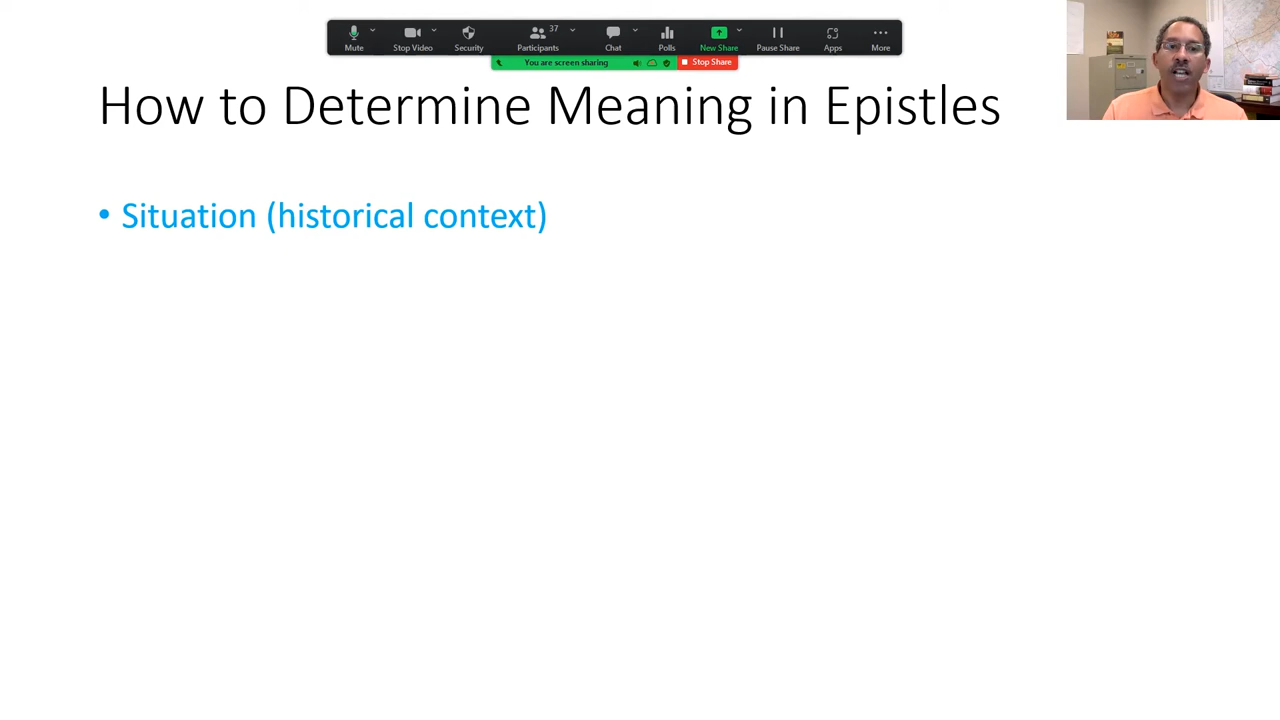 37
Mute Stop Video Security Participants Chat Polls New Share Pause Share Apps More
You are screen sharing Stop Share
How to Determine Meaning in Epistles
• Situation (historical context)